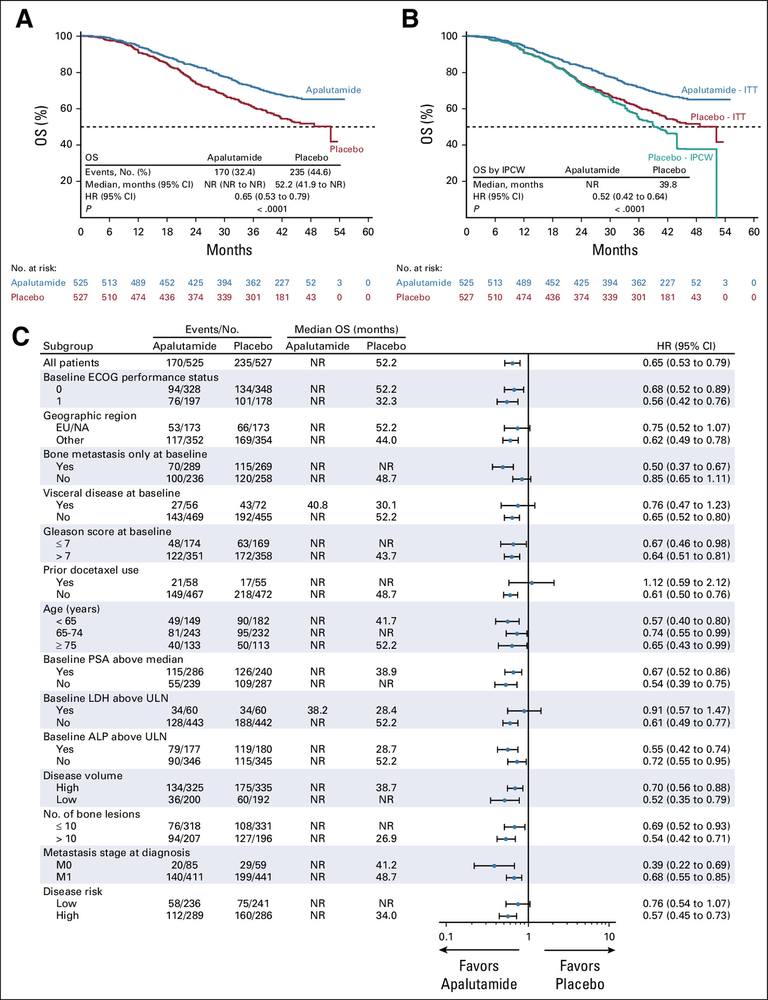 A
100
80
60
40
20
OS (%)
Apalutamide
Placebo
OS Apalutamide Placebo
Events, No. (%) 170 (32.4) 235 (44.6)
Median, months (95% CI) NR (NR to NR) 52.2 (41.9 to NR)
HR (95% CI) 0.65 (0.53 to 0.79)
P < .0001
0 6 12 18 24 30 36 42 48 54 60
Months
No. at risk:
Apalutamide 525 513 489 452 425 394 362 227 52 3 0
Placebo 527 510 474 436 374 339 301 181 43 0 0
B
100
80
60
40
20
OS (%)
Apalutamide - ITT
Placebo - ITT
Placebo - IPCW
OS by IPCW Apalutamide Placebo
Median, months NR 39.8
HR (95% CI) 0.52 (0.42 to 0.64)
P < .0001
0 6 12 18 24 30 36 42 48 54 60
Months
No. at risk:
Apalutamide 525 513 489 452 425 394 362 227 52 3 0
Placebo 527 510 474 436 374 339 301 181 43 0 0
C
Events/No. Median OS (months)
Subgroup Apalutamide Placebo Apalutamide Placebo HR (95% CI)
All patients 170/525 235/527 NR 52.2 0.65 (0.53 to 0.79)
Baseline ECOG performance status
0 94/328 134/348 NR 52.2 0.68 (0.52 to 0.89)
1 76/197 101/178 NR 32.3 0.56 (0.42 to 0.76)
Geographic region
EU/NA 53/173 66/173 NR 52.2 0.75 (0.52 to 1.07)
Other 117/352 169/354 NR 44.0 0.62 (0.49 to 0.78)
Bone metastasis only at baseline
Yes 70/289 115/269 NR NR 0.50 (0.37 to 0.67)
No 100/236 120/258 NR 48.7 0.85 (0.65 to 1.11)
Visceral disease at baseline
Yes 27/56 43/72 40.8 30.1 0.76 (0.47 to 1.23)
No 143/469 192/455 NR 52.2 0.65 (0.52 to 0.80)
Gleason score at baseline
≤ 7 48/174 63/169 NR NR 0.67 (0.46 to 0.98)
> 7 122/351 172/358 NR 43.7 0.64 (0.51 to 0.81)
Prior docetaxel use
Yes 21/58 17/55 NR NR 1.12 (0.59 to 2.12)
No 149/467 218/472 NR 48.7 0.61 (0.50 to 0.76)
Age (years)
< 65 49/149 90/182 NR 41.7 0.57 (0.40 to 0.80)
65-74 81/243 95/232 NR NR 0.74 (0.55 to 0.99)
≥ 75 40/133 50/113 NR 52.2 0.65 (0.43 to 0.99)
Baseline PSA above median
Yes 115/286 126/240 NR 38.9 0.67 (0.52 to 0.86)
No 55/239 109/287 NR NR 0.54 (0.39 to 0.75)
Baseline LDH above ULN
Yes 34/60 34/60 38.2 28.4 0.91 (0.57 to 1.47)
No 128/443 188/442 NR 52.2 0.61 (0.49 to 0.77)
Baseline ALP above ULN
Yes 79/177 119/180 NR 28.7 0.55 (0.42 to 0.74)
No 90/346 115/345 NR 52.2 0.72 (0.55 to 0.95)
Disease volume
High 134/325 175/335 NR 38.7 0.70 (0.56 to 0.88)
Low 36/200 60/192 NR NR 0.52 (0.35 to 0.79)
No. of bone lesions
≤ 10 76/318 108/331 NR NR 0.69 (0.52 to 0.93)
> 10 94/207 127/196 NR 26.9 0.54 (0.42 to 0.71)
Metastasis stage at diagnosis
M0 20/85 29/59 NR 41.2 0.39 (0.22 to 0.69)
M1 140/411 199/441 NR 48.7 0.68 (0.55 to 0.85)
Disease risk
Low 58/236 75/241 NR NR 0.76 (0.54 to 1.07)
High 112/289 160/286 NR 34.0 0.57 (0.45 to 0.73)
0.1 1 10
Favors Favors
Apalutamide Placebo